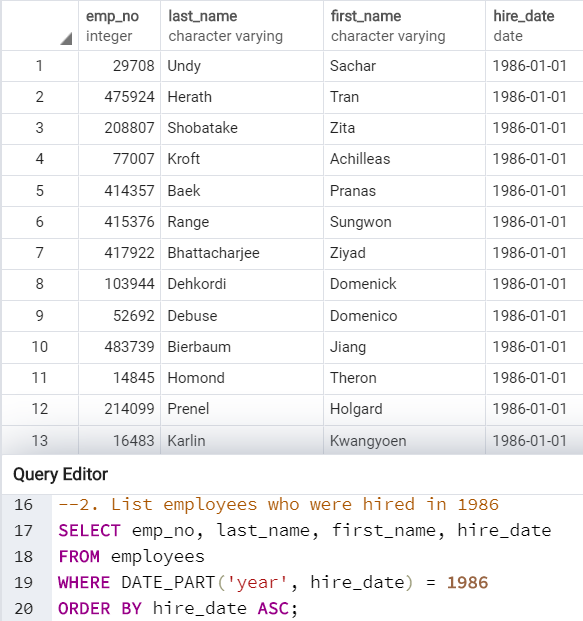 emp_no last_name first_name hire_date
integer character varying character varying date
1 29708 Undy Sachar 1986-01-01
2 475924 Herath Tran 1986-01-01
3 208807 Shobatake Zita 1986-01-01
4 77007 Kroft Achilleas 1986-01-01
5 414357 Baek Pranas 1986-01-01
6 415376 Range Sungwon 1986-01-01
7 417922 Bhattacharjee Ziyad 1986-01-01
8 103944 Dehkordi Domenick 1986-01-01
9 52692 Debuse Domenico 1986-01-01
10 483739 Bierbaum Jiang 1986-01-01
11 14845 Homond Theron 1986-01-01
12 214099 Prenel Holgard 1986-01-01
13 16483 Karlin Kwangyoen 1986-01-01
Query Editor
16 --2. List employees who were hired in 1986
17 SELECT emp_no, last_name, first_name, hire_date
18 FROM employees
19 WHERE DATE_PART('year', hire_date) = 1986
20 ORDER BY hire_date ASC;